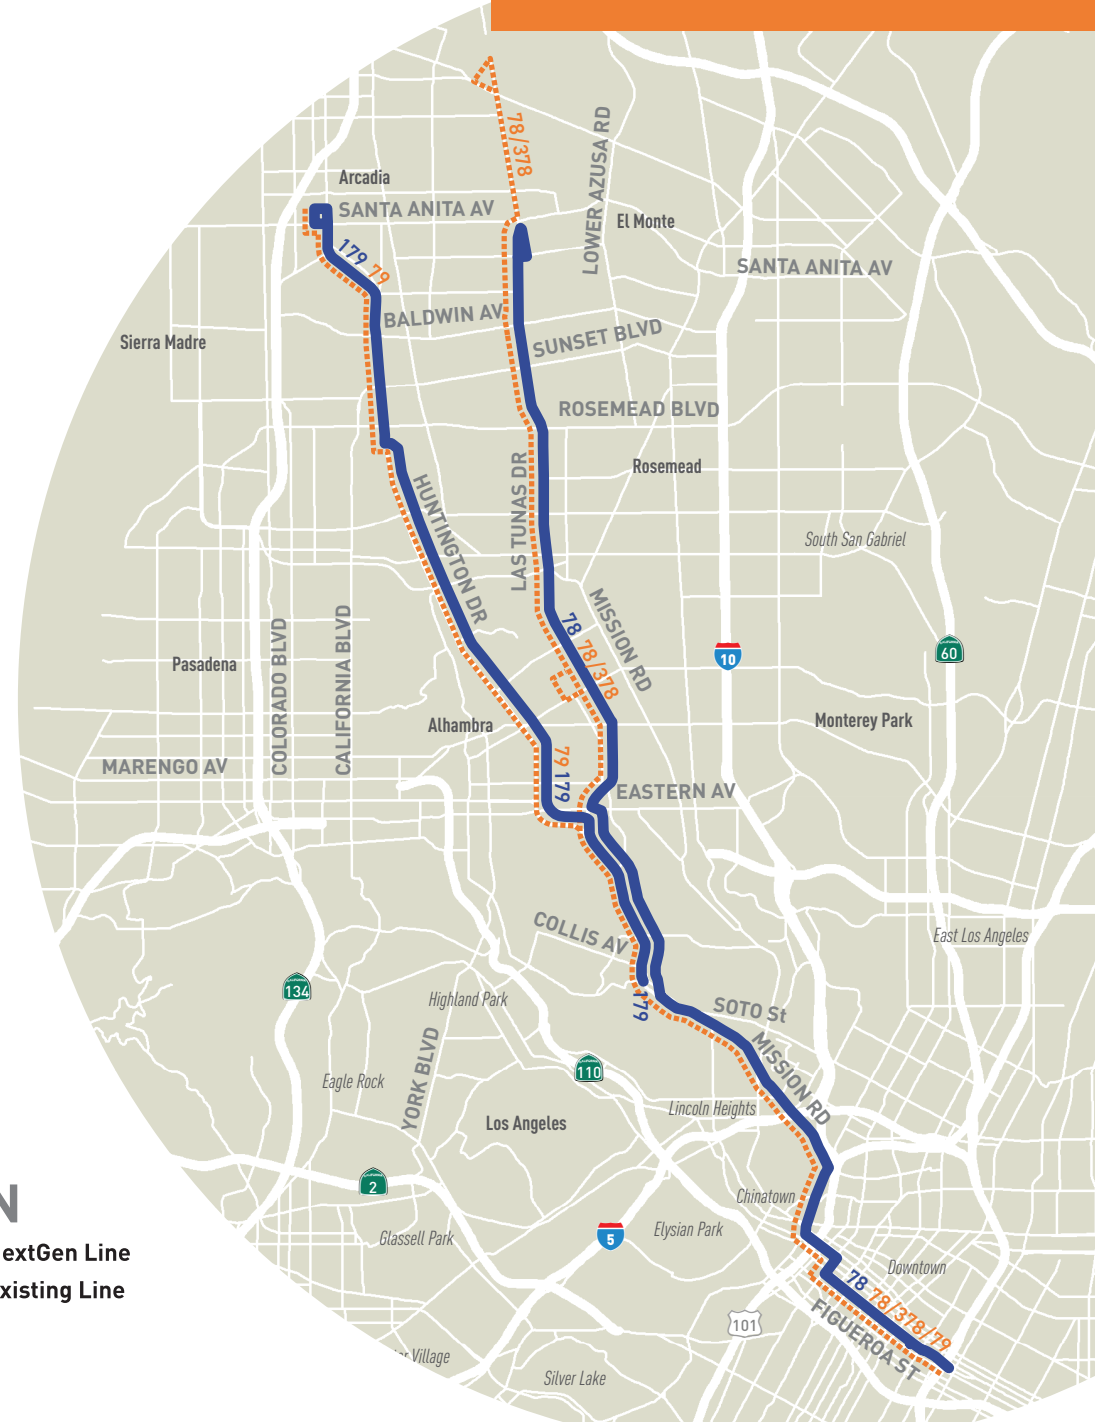 78/378
LOWER AZUSA RD
Arcadia
SANTA ANITA AV
El Monte
179 79
SANTA ANITA AV
BALDWIN AV
SUNSET BLVD
Sierra Madre
ROSEMEAD BLVD
Rosemead
LAS TUNAS DR
HUNTINGTON DR
South San Gabriel
MISSION RD
78 78/378
10
60
COLORADO BLVD
CALIFORNIA BLVD
Pasadena
Alhambra
Monterey Park
MARENGO AV
79 179
EASTERN AV
COLLIS AV
East Los Angeles
134
Highland Park
179
SOTO St
MISSION RD
YORK BLVD
110
Eagle Rock
Lincoln Heights
Los Angeles
2
Chinatown
N
Elysian Park
5
Glassell Park
extGen Line
Downtown
xisting Line
78 78/378/79
FIGUEROA ST
101
Village
Silver Lake